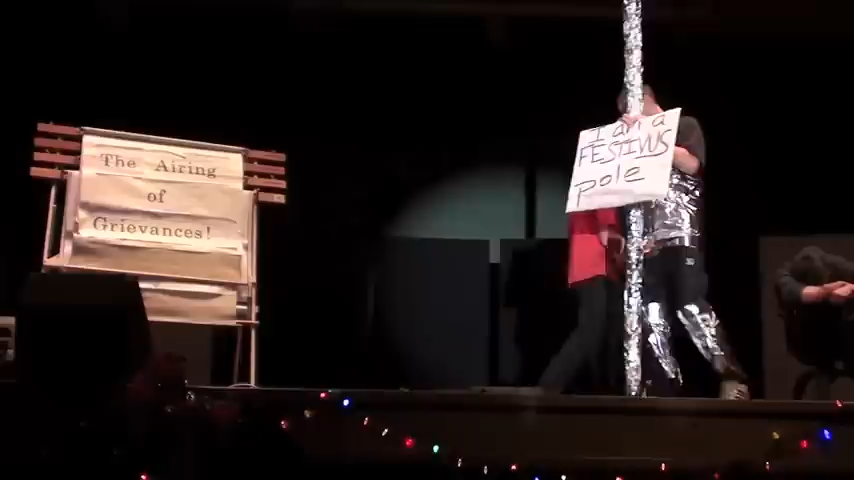 The Airing
of
Grievances!
I am a
FESTIVUS
pole